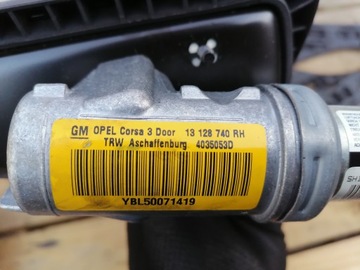 GM OPEL Corsa 3 Door 13 128 740 RH
TRW Aschaffenburg 4035053D
YBL50071419